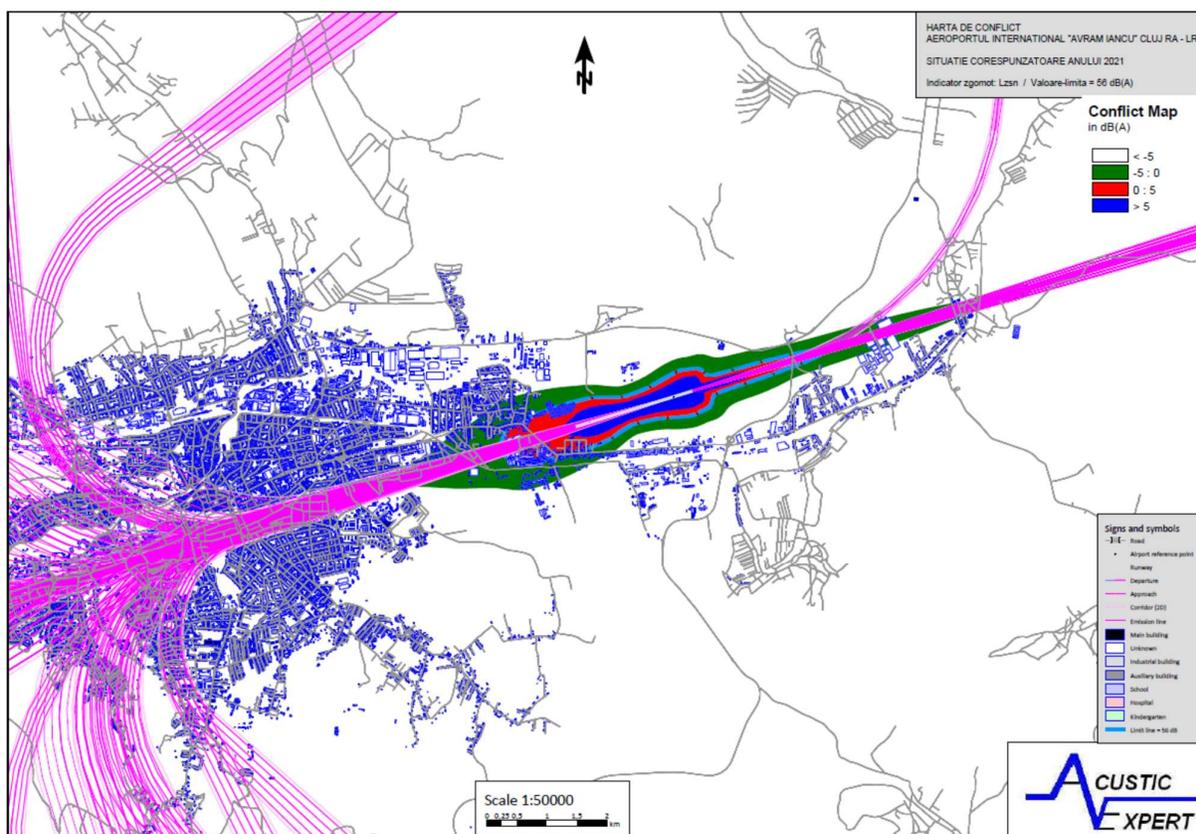 HARTA DE CONFLICT
AEROPORTUL INTERNATIONAL "AVRAM IANCU" CLUJ RA - LR
SITUATIE CORESPUNZATOARE ANULUI 2021
Indicator zgomot: Lzsn / Valoare-limita = 56 dB(A)
N
Conflict Map
in dB(A)
< -5
-5 : 0
0 : 5
> 5
Signs and symbols
Road
Airport reference point
Runway
Departure
Approach
Corridor (2D)
Emission line
Main building
Unknown
Industrial building
Auxiliary building
School
Hospital
Kindergarten
Limit line = 56 dB
Scale 1:50000
0 0,25 0,5 1 1,5 2
km
ACUSTIC
EXPERT